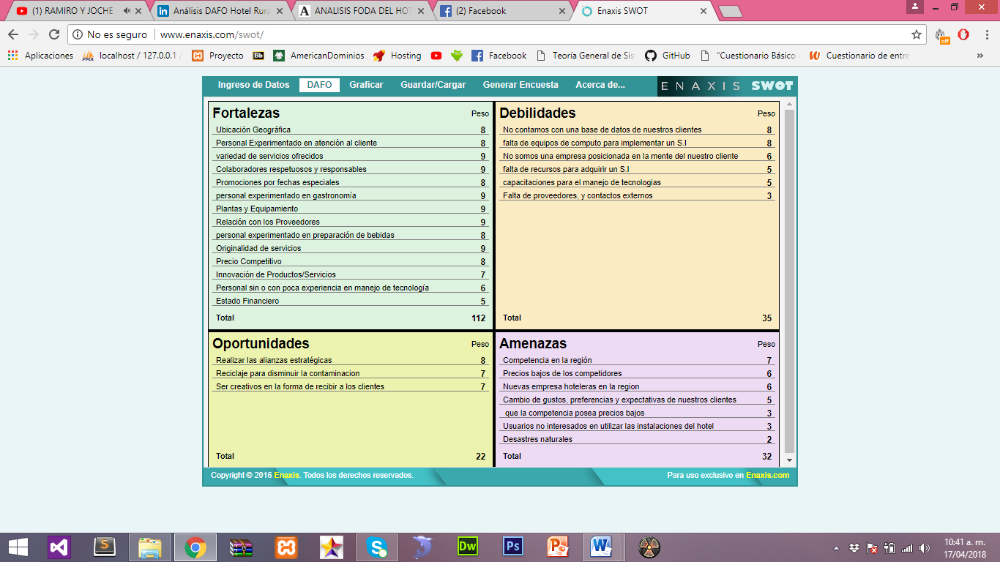 (1) RAMIRO Y JOCHE
Análisis DAFO Hotel Rura
ANALISIS FODA DEL HOT
(2) Facebook
Enaxis SWOT
No es seguro
www.enaxis.com/swot/
Aplicaciones
localhost / 127.0.0.1
Proyecto
AmericanDominios
Hosting
Facebook
Teoría General de Sis
GitHub
"Cuestionario Básico
Cuestionario de entre
Ingreso de Datos
DAFO
Graficar
Guardar/Cargar
Generar Encuesta
Acerca de...
ENAXIS SWOT
Fortalezas Peso
Ubicación Geográfica 8
Personal Experimentado en atención al cliente 8
variedad de servicios ofrecidos 9
Colaboradores respetuosos y responsables 9
Promociones por fechas especiales 8
personal experimentado en gastronomía 9
Plantas y Equipamiento 9
Relación con los Proveedores 9
personal experimentado en preparación de bebidas 8
Originalidad de servicios 9
Precio Competitivo 8
Innovación de Productos/Servicios 7
Personal sin o con poca experiencia en manejo de tecnología 6
Estado Financiero 5
Total 112
Debilidades Peso
No contamos con una base de datos de nuestros clientes 8
falta de equipos de computo para implementar un S.I 8
No somos una empresa posicionada en la mente del nuestro cliente 6
falta de recursos para adquirir un S.I 5
capacitaciones para el manejo de tecnologias 5
Falta de proveedores, y contactos externos 3
Total 35
Oportunidades Peso
Realizar las alianzas estratégicas 8
Reciclaje para disminuir la contaminacion 7
Ser creativos en la forma de recibir a los clientes 7
Total 22
Amenazas Peso
Competencia en la región 7
Precios bajos de los competidores 6
Nuevas empresa hoteleras en la region 6
Cambio de gustos, preferencias y expectativas de nuestros clientes 5
que la competencia posea precios bajos 3
Usuarios no interesados en utilizar las instalaciones del hotel 3
Desastres naturales 2
Total 32
Copyright © 2016 Enaxis. Todos los derechos reservados.
Para uso exclusivo en Enaxis.com
10:41 a. m.
17/04/2018